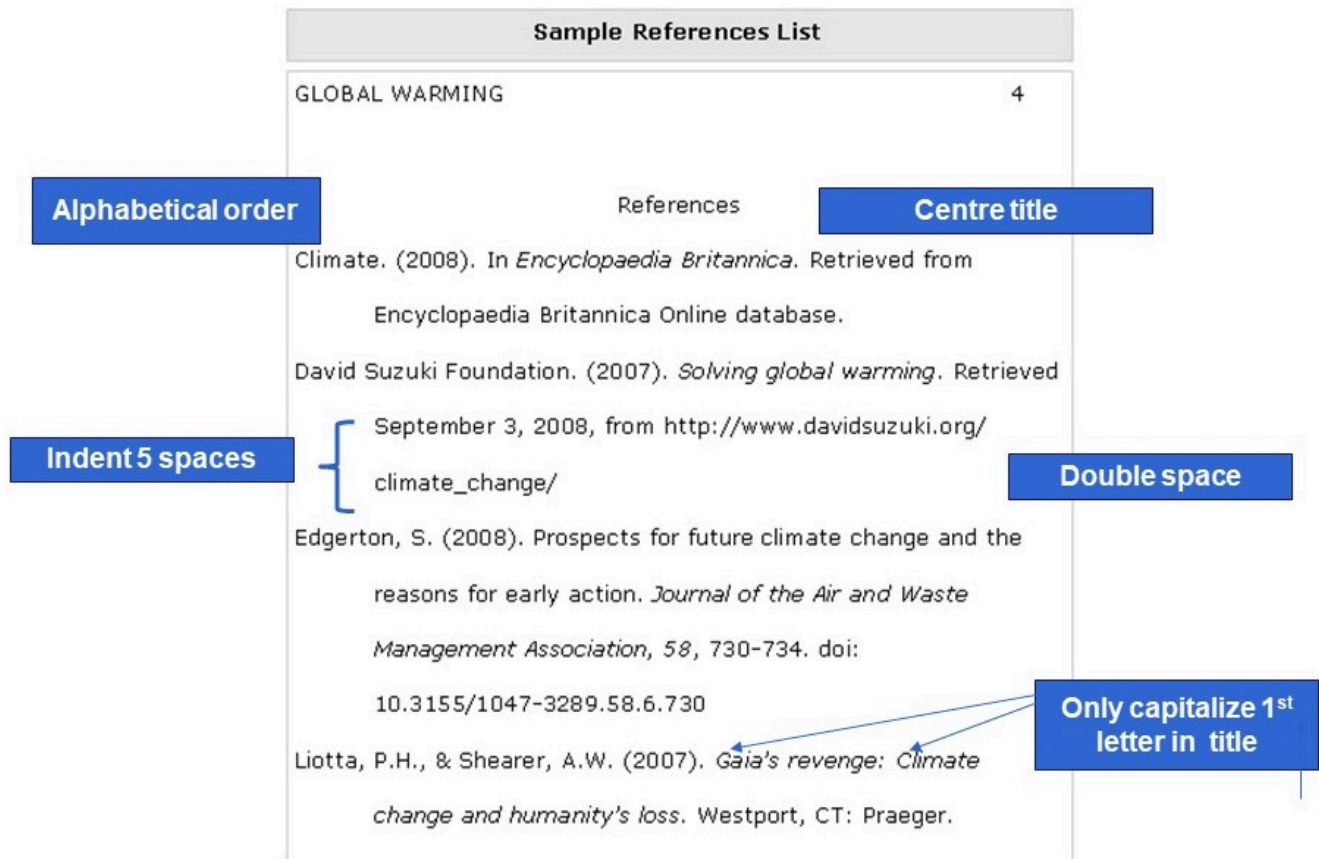 Sample References List
GLOBAL WARMING 4
Alphabetical order
References
Centre title
Climate. (2008). In Encyclopaedia Britannica. Retrieved from
Encyclopaedia Britannica Online database.
David Suzuki Foundation. (2007). Solving global warming. Retrieved
September 3, 2008, from http://www.davidsuzuki.org/
Indent 5 spaces
climate_change/
Double space
Edgerton, S. (2008). Prospects for future climate change and the
reasons for early action. Journal of the Air and Waste
Management Association, 58, 730-734. doi:
10.3155/1047-3289.58.6.730
Only capitalize 1st
letter in title
Liotta, P.H., & Shearer, A.W. (2007). Gaia's revenge: Climate
change and humanity's loss. Westport, CT: Praeger.